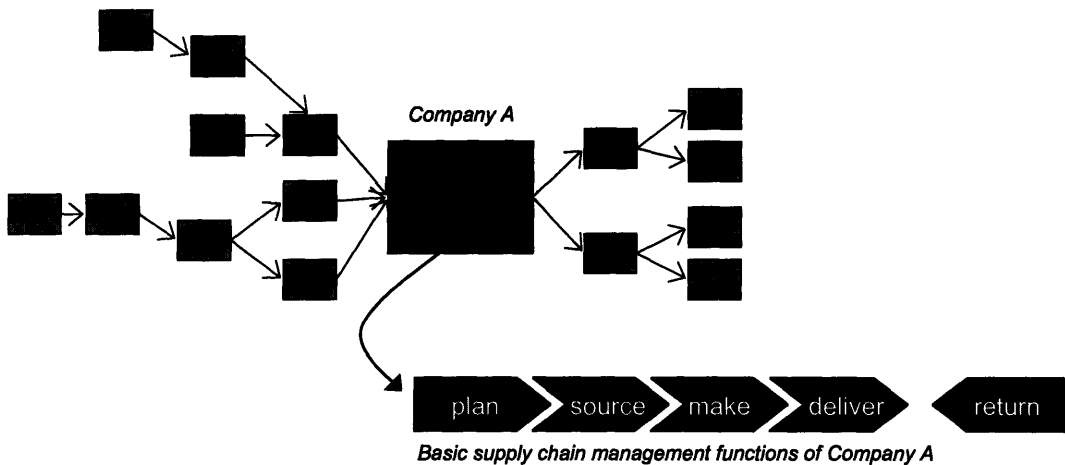 Company A
plan source make deliver return
Basic supply chain management functions of Company A